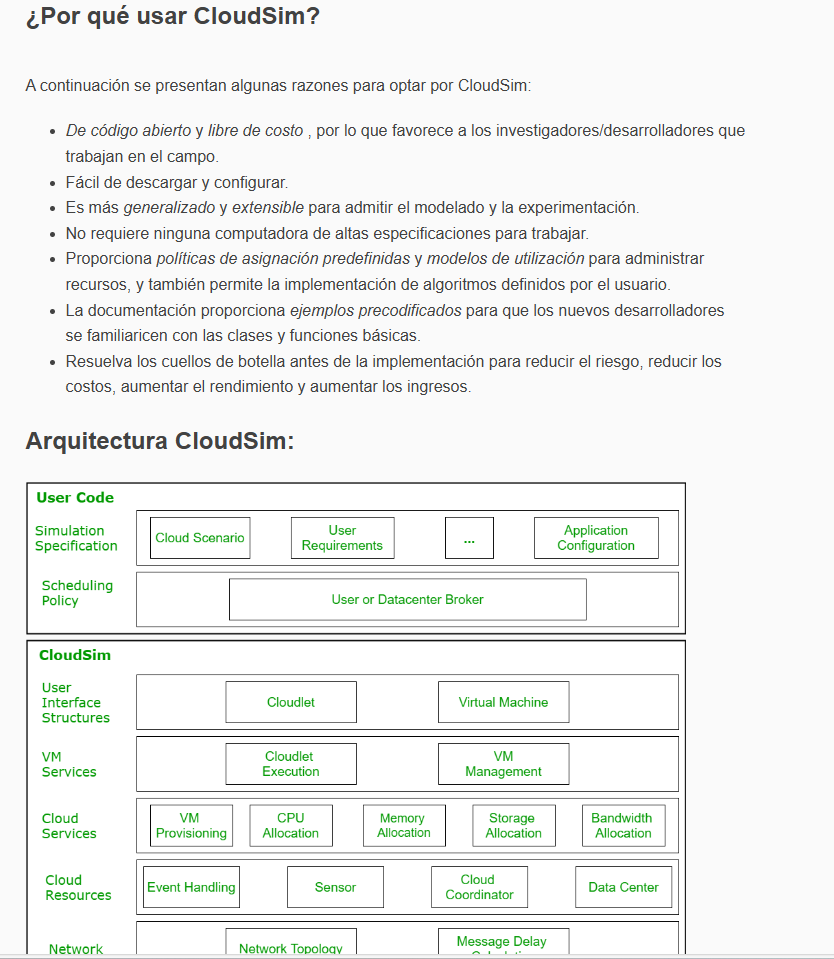 ¿Por qué usar CloudSim?
A continuación se presentan algunas razones para optar por CloudSim:
• De código abierto y libre de costo , por lo que favorece a los investigadores/desarrolladores que
trabajan en el campo.
• Fácil de descargar y configurar.
• Es más generalizado y extensible para admitir el modelado y la experimentación.
• No requiere ninguna computadora de altas especificaciones para trabajar.
• Proporciona políticas de asignación predefinidas y modelos de utilización para administrar
recursos, y también permite la implementación de algoritmos definidos por el usuario.
• La documentación proporciona ejemplos precodificados para que los nuevos desarrolladores
se familiaricen con las clases y funciones básicas.
• Resuelva los cuellos de botella antes de la implementación para reducir el riesgo, reducir los
costos, aumentar el rendimiento y aumentar los ingresos.
Arquitectura CloudSim:
User Code
Simulation
Specification
Cloud Scenario
User
Requirements
...
Application
Configuration
Scheduling
Policy
User or Datacenter Broker
CloudSim
User
Interface
Structures
Cloudlet
Virtual Machine
VM
Services
Cloudlet
Execution
VM
Management
Cloud
Services
VM
Provisioning
CPU
Allocation
Memory
Allocation
Storage
Allocation
Bandwidth
Allocation
Cloud
Resources
Event Handling
Sensor
Cloud
Coordinator
Data Center
Network
Network Topology
Message Delay